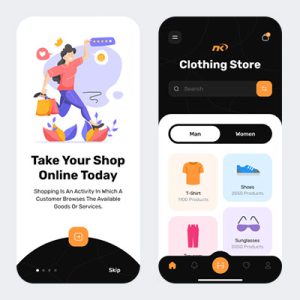 Take Your Shop
Online Today
Shopping Is An Activity In Which A
Customer Browses The Available
Goods Or Services.
Skip
Clothing Store
Search
Man
Women
T-Shirt
1100 Products
Shoes
2050 Products
Sunglasses
2050 Products